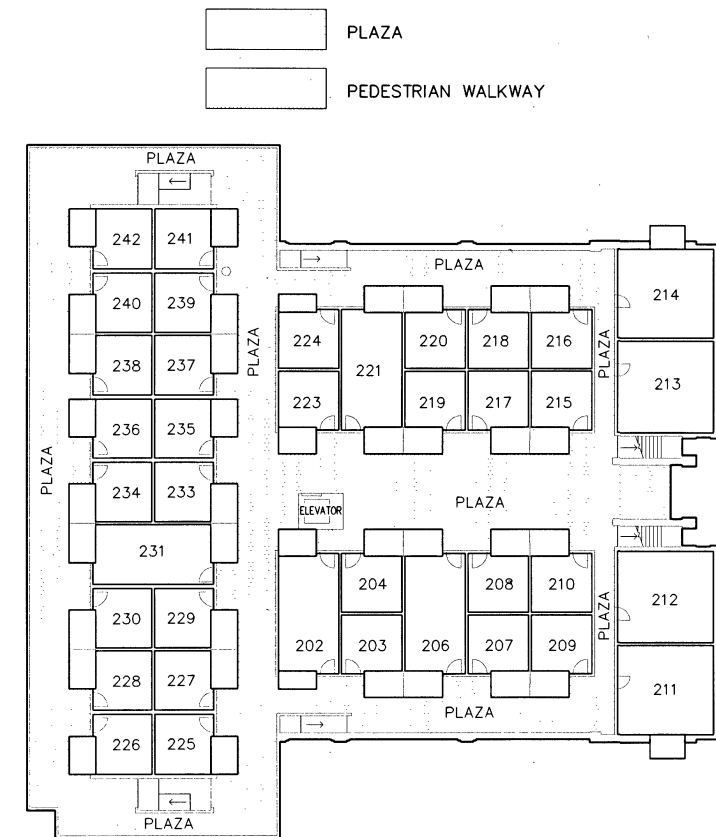 PLAZA
PEDESTRIAN WALKWAY
PLAZA
242 241
240 239
238 237
236 235
234 233
231
230 229
228 227
226 225
PLAZA
PLAZA
PLAZA
PLAZA
224 221 220 218 216
223 219 217 215
PLAZA
214
213
ELEVATOR
PLAZA
204 208 210
202 203 206 207 209
PLAZA
PLAZA
212
211